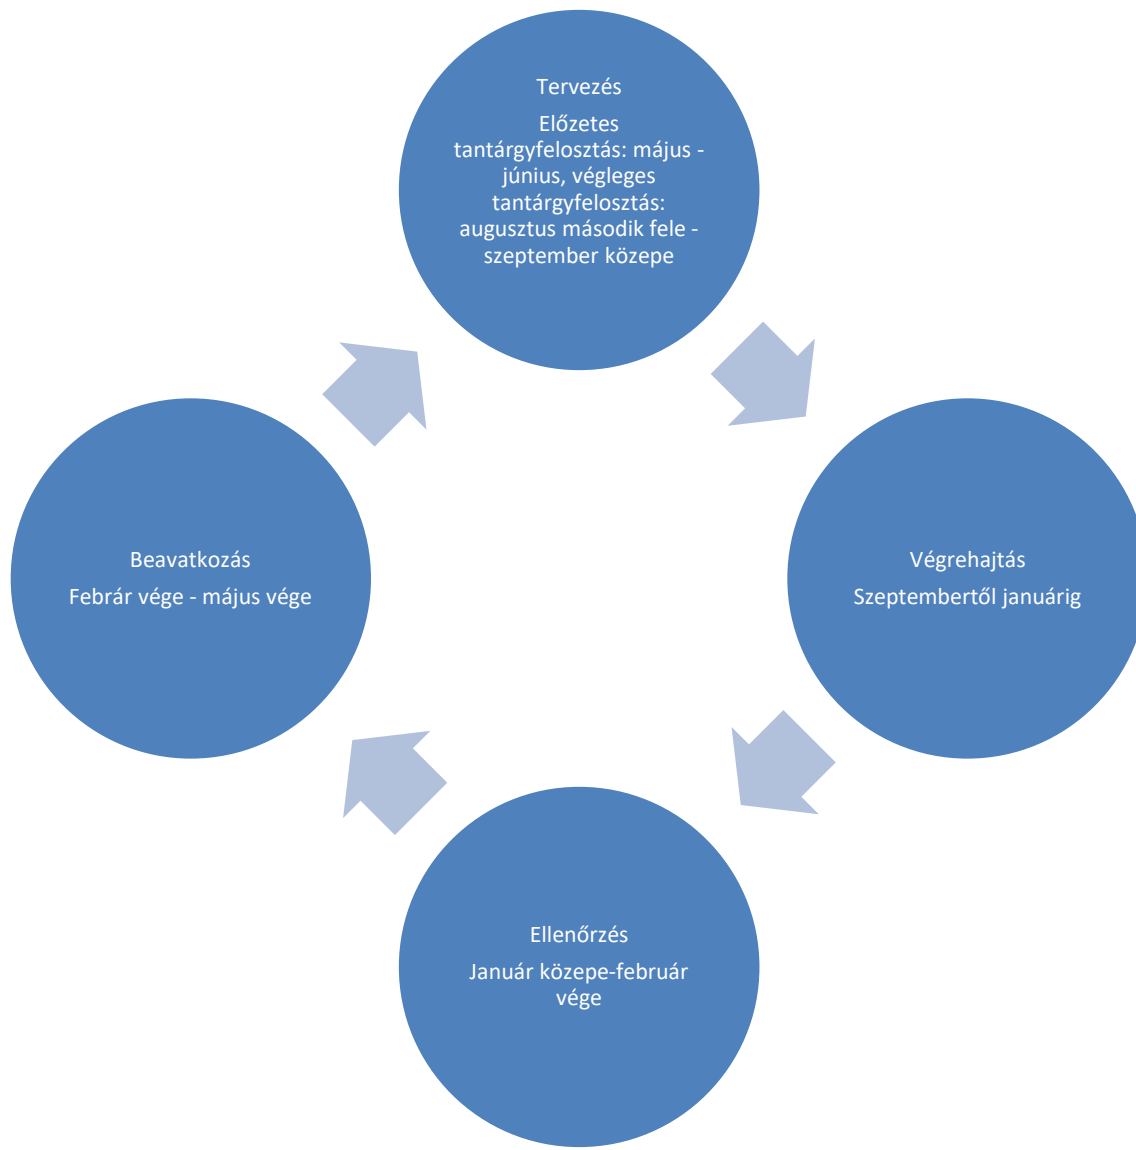 Tervezés
Előzetes
tantárgyfelosztás: május -
június, végleges
tantárgyfelosztás:
augusztus második fele -
szeptember közepe
Végrehajtás
Szeptembertől januárig
Ellenőrzés
Január közepe-február
vége
Beavatkozás
Febrár vége - május vége